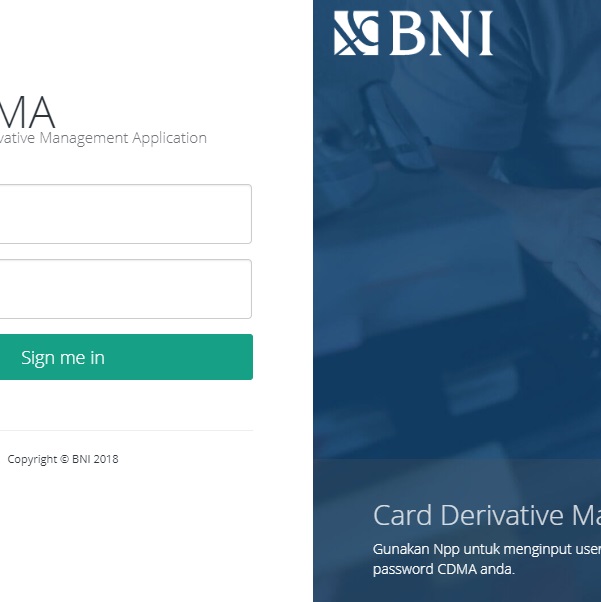 MA
vative Management Application
Sign me in
Copyright © BNI 2018
BNI
Card Derivative Ma
Gunakan Npp untuk menginput user
password CDMA anda.